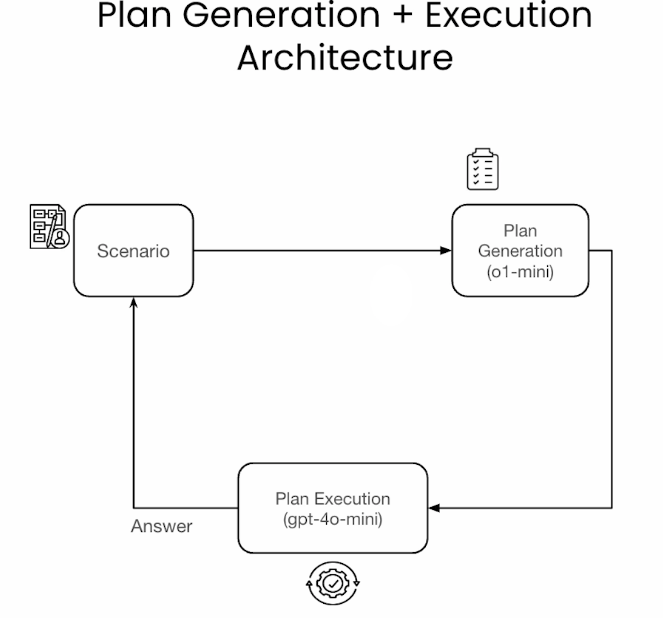 Plan Generation + Execution
Architecture
Scenario
Plan
Generation
(o1-mini)
Plan Execution
(gpt-4o-mini)
Answer